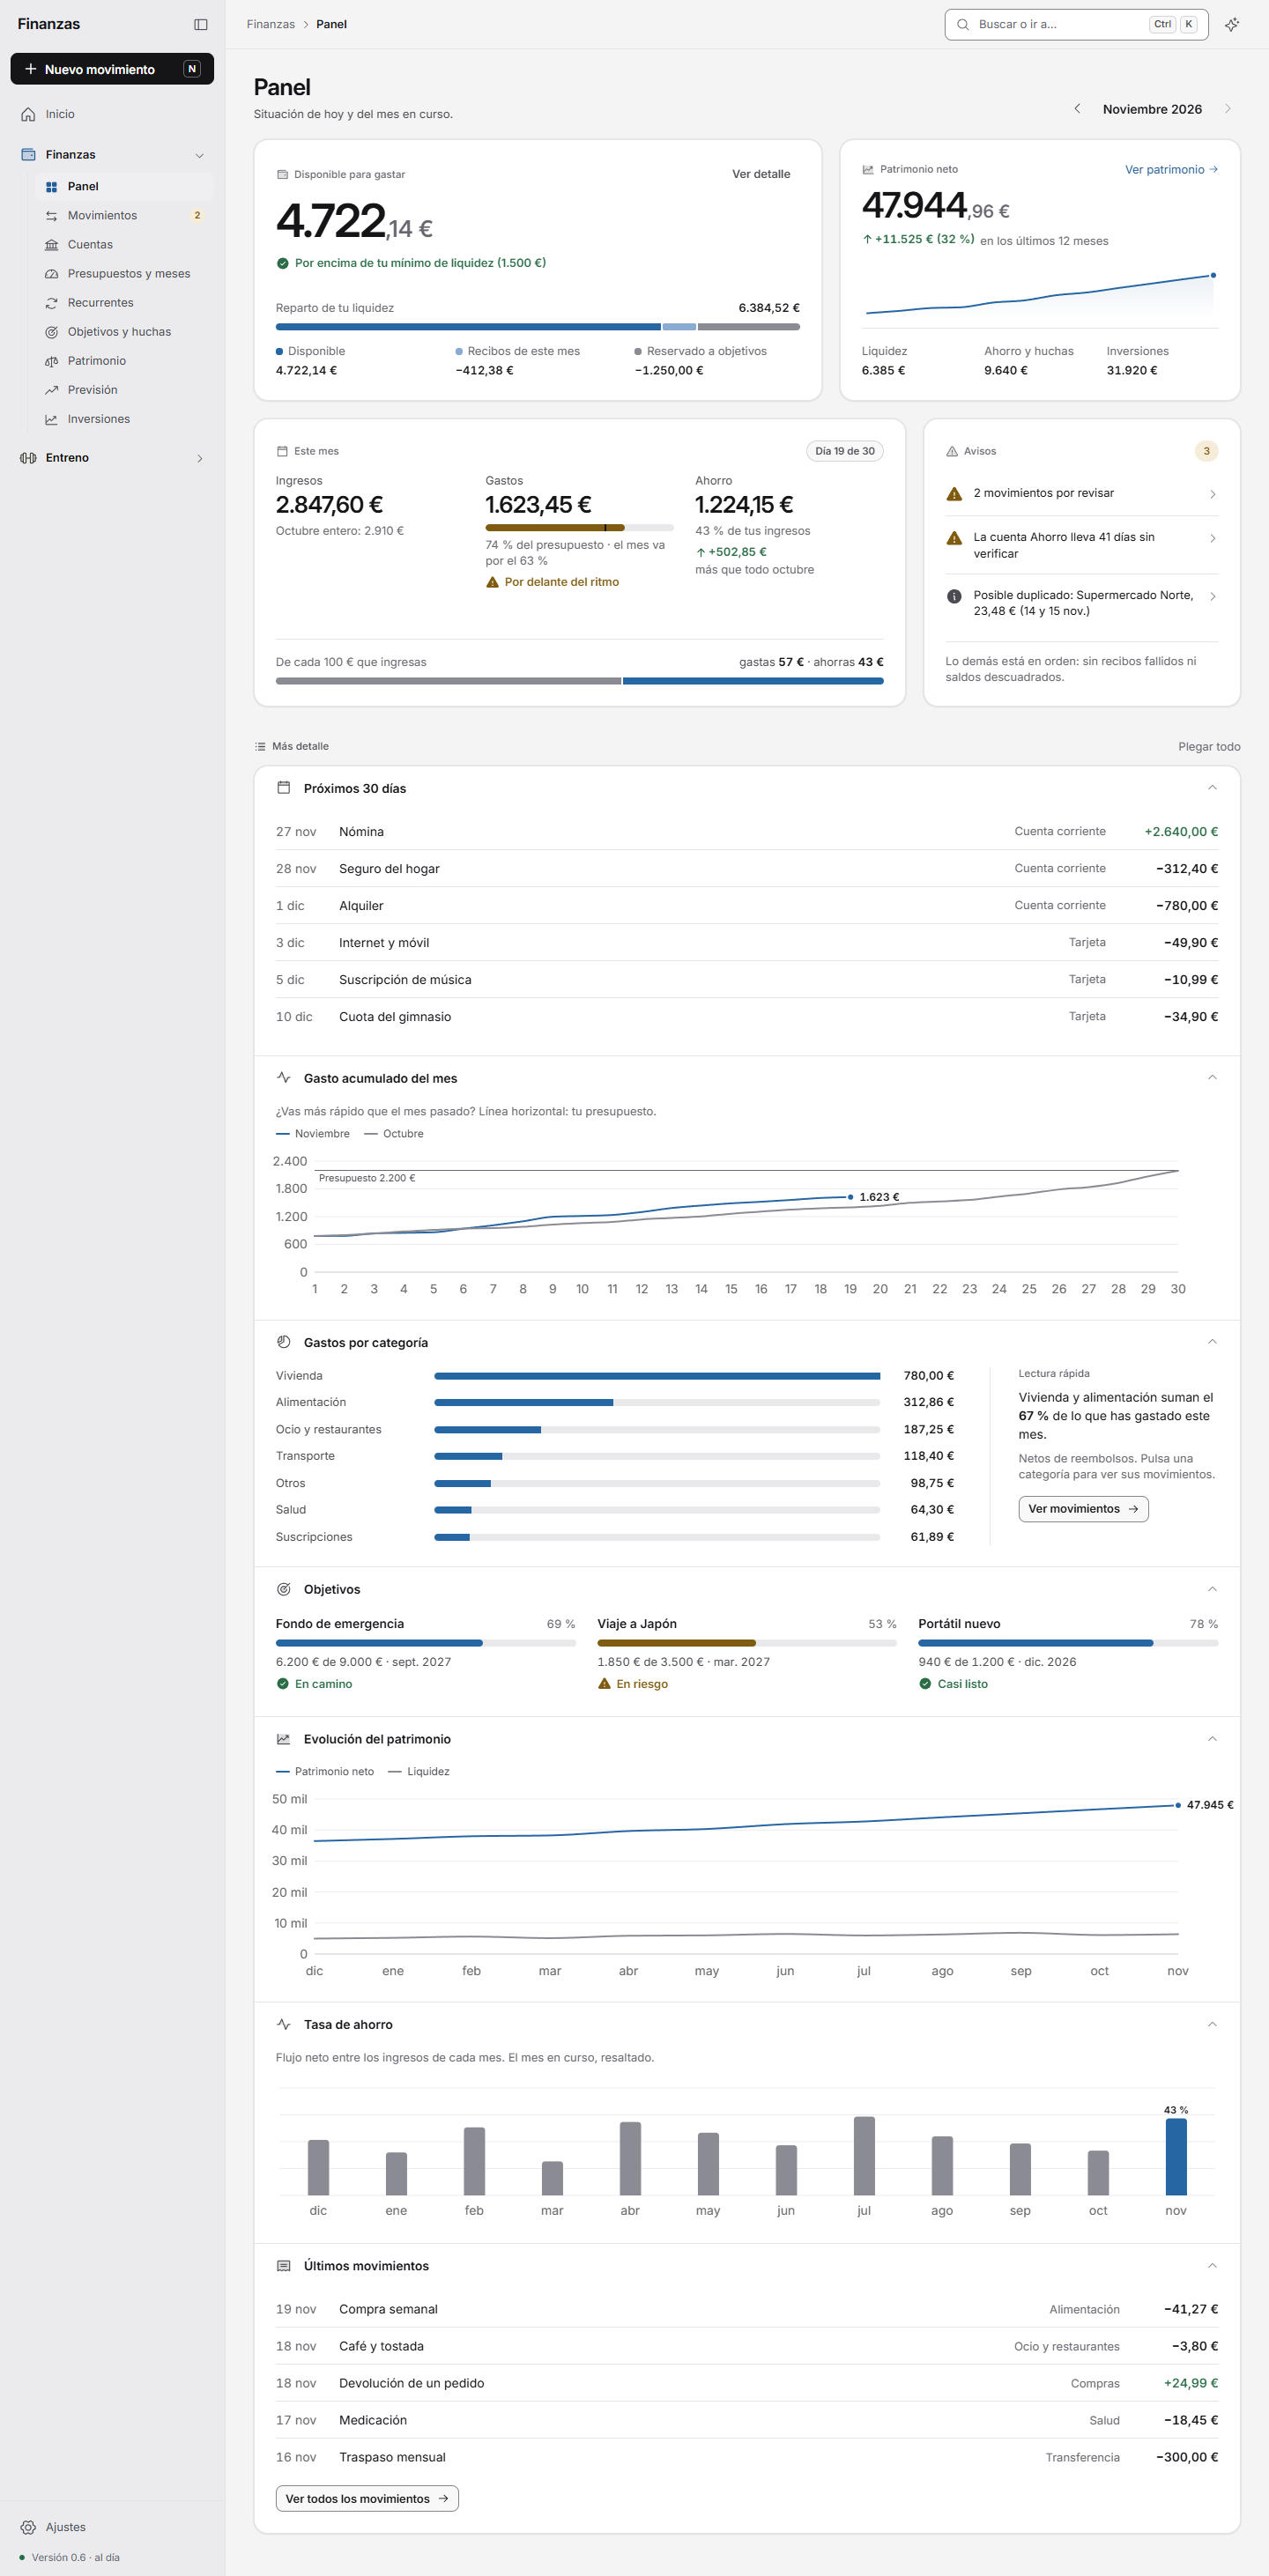 Finanzas
Nuevo movimiento N
Inicio
Finanzas
Panel
Movimientos 2
Cuentas
Presupuestos y meses
Recurrentes
Objetivos y huchas
Patrimonio
Previsión
Inversiones
Entreno
Ajustes
Versión 0.6 · al día
Finanzas > Panel
Buscar o ir a... Ctrl K
Panel
Situación de hoy y del mes en curso.
Noviembre 2026
Disponible para gastar Ver detalle
4.722,14 €
Por encima de tu mínimo de liquidez (1.500 €)
Reparto de tu liquidez 6.384,52 €
Disponible Recibos de este mes Reservado a objetivos
4.722,14 € −412,38 € −1.250,00 €
Patrimonio neto Ver patrimonio →
47.944,96 €
↑ +11.525 € (32 %) en los últimos 12 meses
Liquidez Ahorro y huchas Inversiones
6.385 € 9.640 € 31.920 €
Este mes Día 19 de 30
Ingresos
2.847,60 €
Octubre entero: 2.910 €
Gastos
1.623,45 €
74 % del presupuesto · el mes va
por el 63 %
Por delante del ritmo
Ahorro
1.224,15 €
43 % de tus ingresos
↑ +502,85 €
más que todo octubre
De cada 100 € que ingresas gastas 57 € · ahorras 43 €
Avisos 3
2 movimientos por revisar
La cuenta Ahorro lleva 41 días sin
verificar
Posible duplicado: Supermercado Norte,
23,48 € (14 y 15 nov.)
Lo demás está en orden: sin recibos fallidos ni
saldos descuadrados.
Más detalle Plegar todo
Próximos 30 días
27 nov Nómina Cuenta corriente +2.640,00 €
28 nov Seguro del hogar Cuenta corriente −312,40 €
1 dic Alquiler Cuenta corriente −780,00 €
3 dic Internet y móvil Tarjeta −49,90 €
5 dic Suscripción de música Tarjeta −10,99 €
10 dic Cuota del gimnasio Tarjeta −34,90 €
Gasto acumulado del mes
¿Vas más rápido que el mes pasado? Línea horizontal: tu presupuesto.
Noviembre Octubre
2.400
Presupuesto 2.200 €
1.800
1.623 €
1.200
600
0
1 2 3 4 5 6 7 8 9 10 11 12 13 14 15 16 17 18 19 20 21 22 23 24 25 26 27 28 29 30
Gastos por categoría
Vivienda 780,00 €
Alimentación 312,86 €
Ocio y restaurantes 187,25 €
Transporte 118,40 €
Otros 98,75 €
Salud 64,30 €
Suscripciones 61,89 €
Lectura rápida
Vivienda y alimentación suman el
67 % de lo que has gastado este
mes.
Netos de reembolsos. Pulsa una
categoría para ver sus movimientos.
Ver movimientos →
Objetivos
Fondo de emergencia 69 %
6.200 € de 9.000 € · sept. 2027
En camino
Viaje a Japón 53 %
1.850 € de 3.500 € · mar. 2027
En riesgo
Portátil nuevo 78 %
940 € de 1.200 € · dic. 2026
Casi listo
Evolución del patrimonio
Patrimonio neto Liquidez
50 mil
47.945 €
40 mil
30 mil
20 mil
10 mil
0
dic ene feb mar abr may jun jul ago sep oct nov
Tasa de ahorro
Flujo neto entre los ingresos de cada mes. El mes en curso, resaltado.
43 %
dic ene feb mar abr may jun jul ago sep oct nov
Últimos movimientos
19 nov Compra semanal Alimentación −41,27 €
18 nov Café y tostada Ocio y restaurantes −3,80 €
18 nov Devolución de un pedido Compras +24,99 €
17 nov Medicación Salud −18,45 €
16 nov Traspaso mensual Transferencia −300,00 €
Ver todos los movimientos →